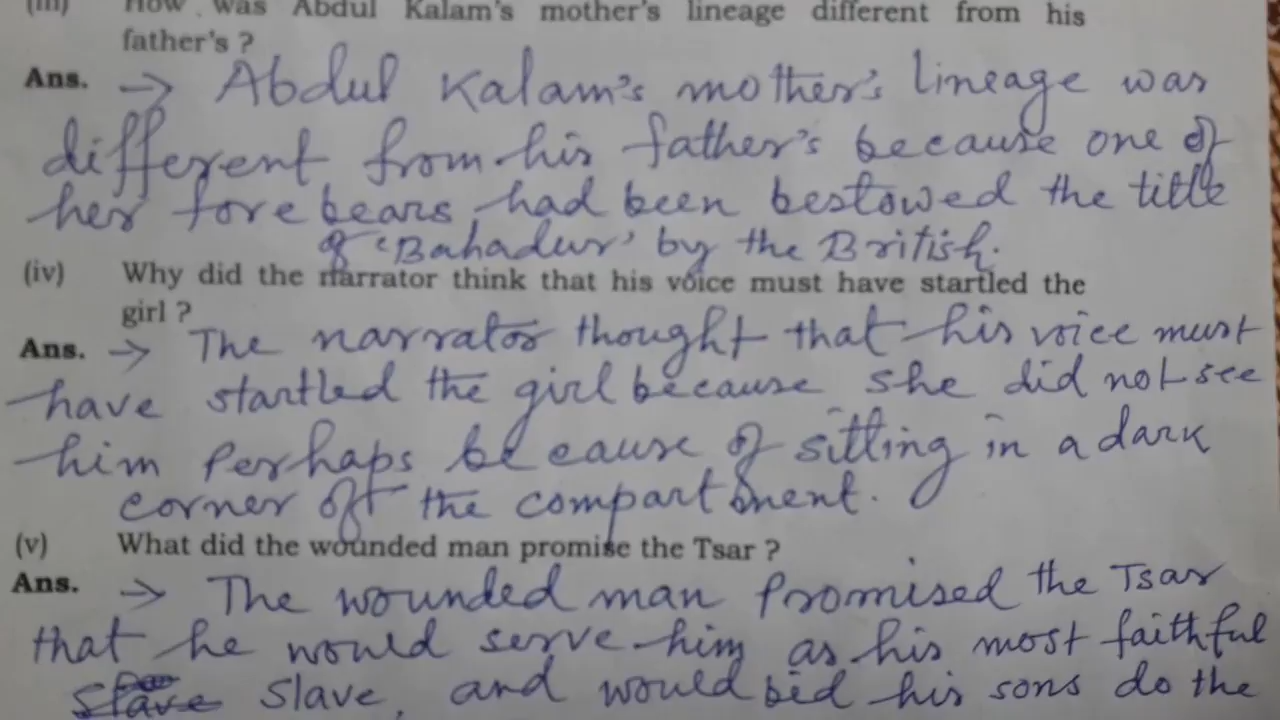 (iii) How was Abdul Kalam's mother's lineage different from his
father's ?
Ans. → Abdul Kalam's mother's lineage was
different from his father's because one of
her forebears had been bestowed the title
of 'Bahadur' by the British.
(iv) Why did the narrator think that his voice must have startled the
girl ?
Ans. → The narrator thought that his voice must
have startled the girl because she did not see
him Perhaps because of sitting in a dark
corner of the compartment.
(v) What did the wounded man promise the Tsar ?
Ans. → The wounded man Promised the Tsar
that he would serve him as his most faithful
slave, and would bid his sons do the